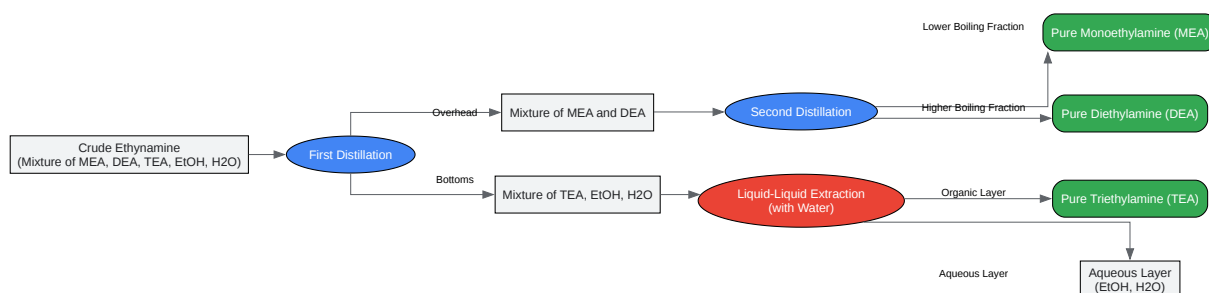 Lower Boiling Fraction
Pure Monoethylamine (MEA)
Overhead
Mixture of MEA and DEA
Second Distillation
Higher Boiling Fraction
Pure Diethylamine (DEA)
Crude Ethynamine
(Mixture of MEA, DEA, TEA, EtOH, H2O)
First Distillation
Bottoms
Mixture of TEA, EtOH, H2O
Liquid-Liquid Extraction
(with Water)
Organic Layer
Pure Triethylamine (TEA)
Aqueous Layer
Aqueous Layer
(EtOH, H2O)